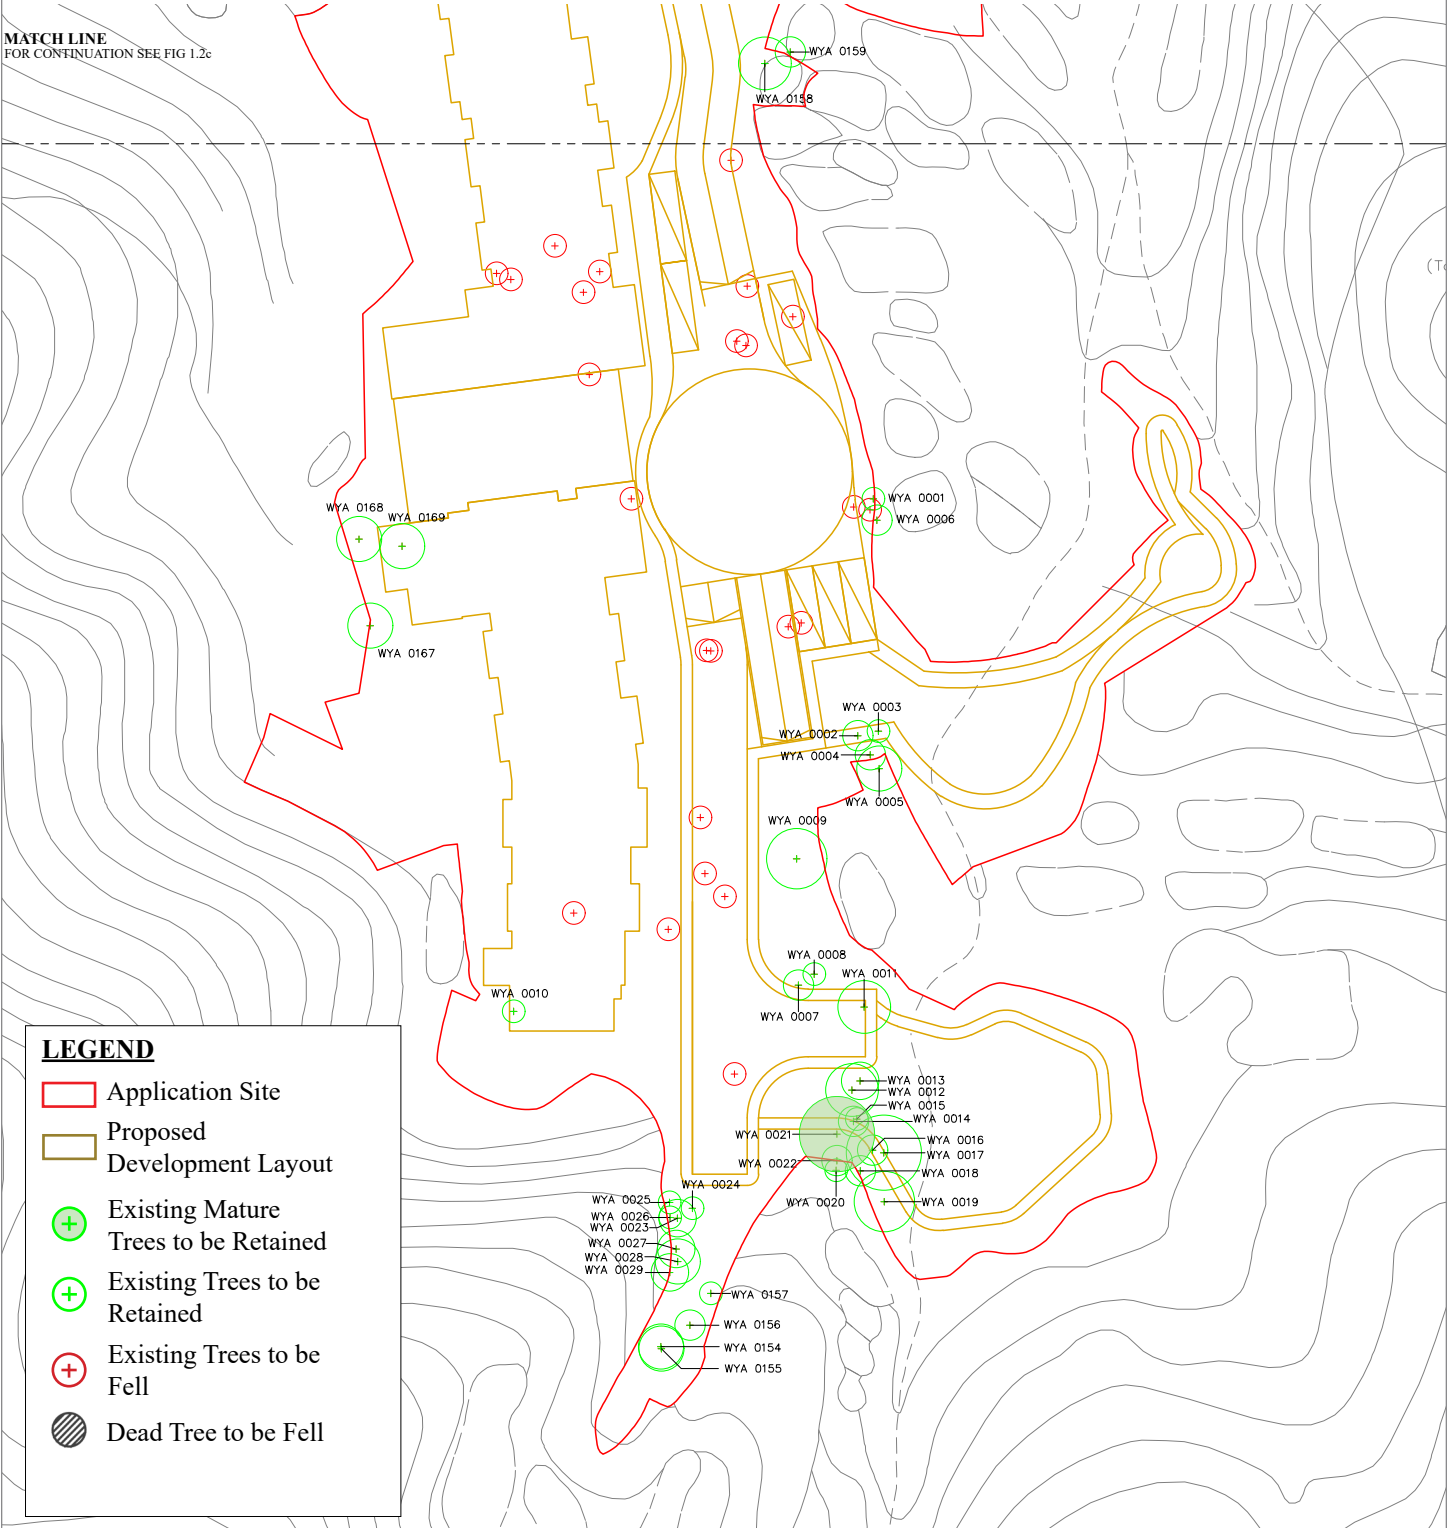 MATCH LINE
FOR CONTINUATION SEE FIG 1.2c
WYA 0159
WYA 0158
(To
WYA 0168
WYA 0169
WYA 0001
WYA 0006
WYA 0167
WYA 0003
WYA 0002
WYA 0004
WYA 0005
WYA 0009
WYA 0008
WYA 0011
WYA 0010
WYA 0007
WYA 0013
WYA 0012
WYA 0015
WYA 0014
WYA 0021
WYA 0016
WYA 0017
WYA 0022
WYA 0018
WYA 0024
WYA 0025
WYA 0020
WYA 0019
WYA 0026
WYA 0023
WYA 0027
WYA 0028
WYA 0029
WYA 0157
WYA 0156
WYA 0154
WYA 0155
LEGEND
Application Site
Proposed
Development Layout
Existing Mature
Trees to be Retained
Existing Trees to be
Retained
Existing Trees to be
Fell
Dead Tree to be Fell